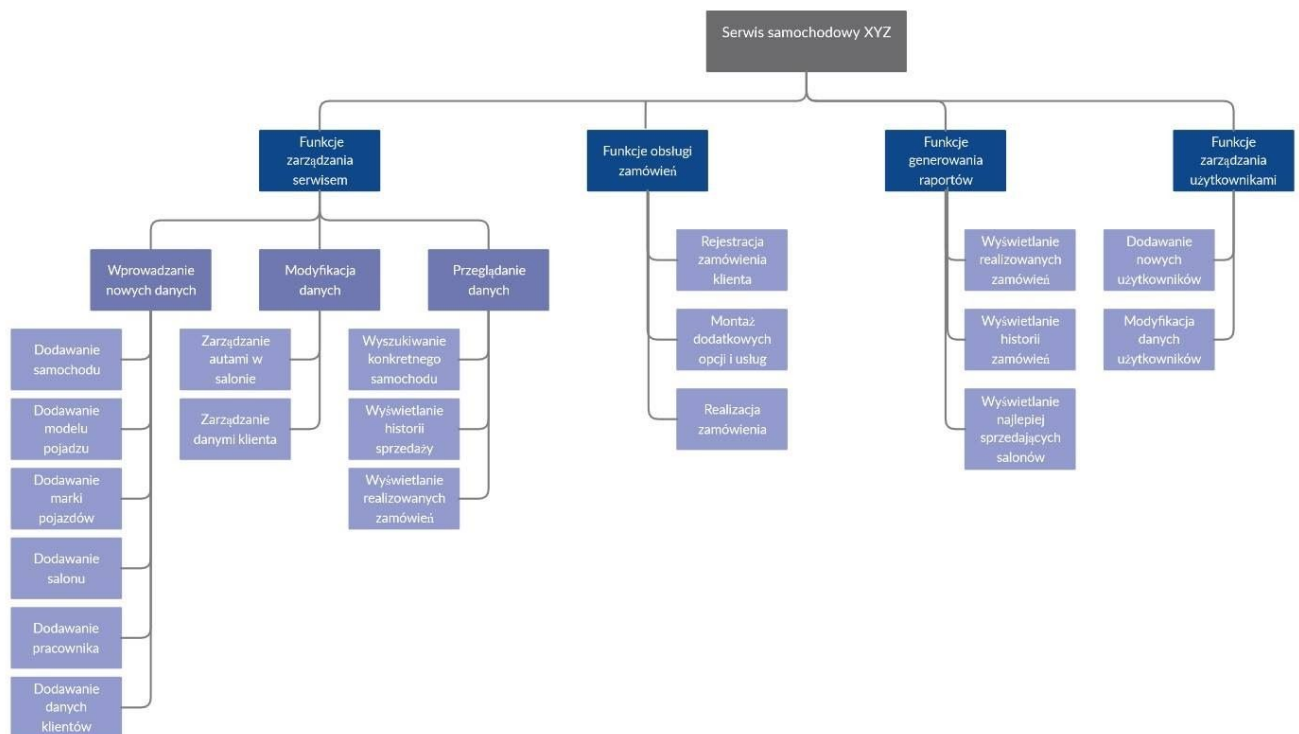 Serwis samochodowy XYZ
Funkcje
zarządzania
serwisem
Funkcje obsługi
zamówień
Funkcje
generowania
raportów
Funkcje
zarządzania
użytkownikami
Wprowadzanie
nowych danych
Modyfikacja
danych
Przeglądanie
danych
Dodawanie
samochodu
Dodawanie
modelu
pojadzu
Dodawanie
marki
pojazdów
Dodawanie
salonu
Dodawanie
pracownika
Dodawanie
danych
klientów
Zarządzanie
autami w
salonie
Zarządzanie
danymi klienta
Wyszukiwanie
konkretnego
samochodu
Wyświetlanie
historii
sprzedaży
Wyświetlanie
realizowanych
zamówień
Rejestracja
zamówienia
klienta
Montaż
dodatkowych
opcji i usług
Realizacja
zamówienia
Wyświetlanie
realizowanych
zamówień
Wyświetlanie
historii
zamówień
Wyświetlanie
najlepiej
sprzedających
salonów
Dodawanie
nowych
użytkowników
Modyfikacja
danych
użytkowników